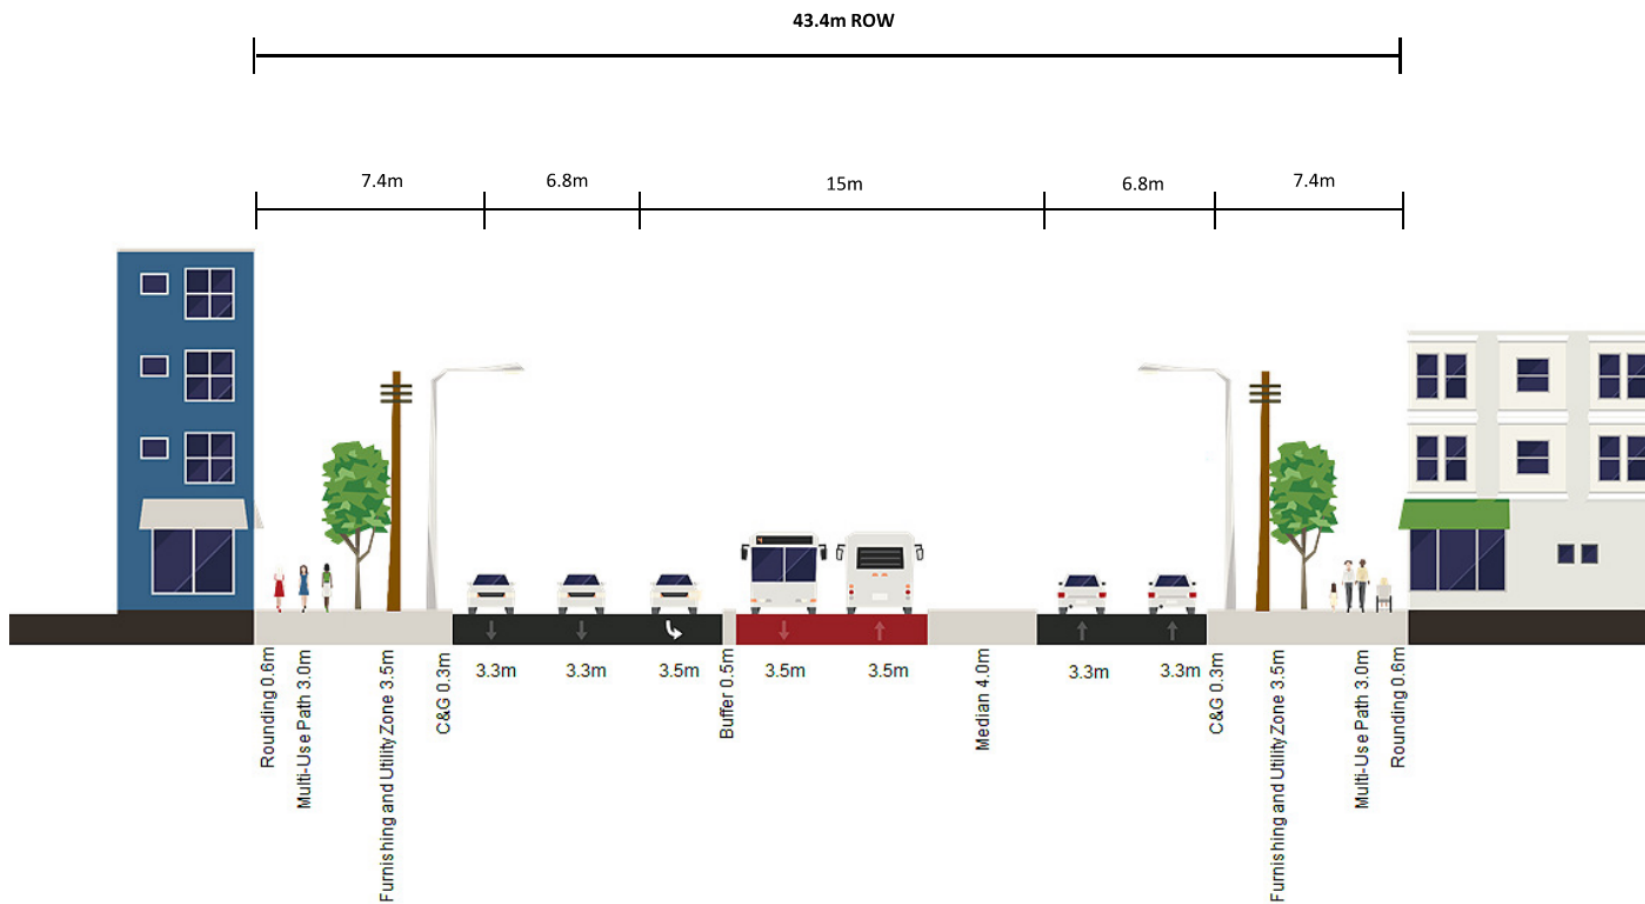 43.4m ROW
7.4m
6.8m
15m
6.8m
7.4m
Rounding 0.6m
Multi-Use Path 3.0m
Furnishing and Utility Zone 3.5m
C&G 0.3m
3.3m
3.3m
3.5m
Buffer 0.5m
3.5m
3.5m
Median 4.0m
3.3m
3.3m
C&G 0.3m
Furnishing and Utility Zone 3.5m
Multi-Use Path 3.0m
Rounding 0.6m